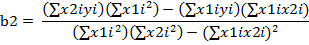 b2 = (∑x2iyi)(∑x1i²)−(∑x1iyi)(∑x1ix2i)
(∑x1i²)(∑x2i²)−(∑x1ix2i)²